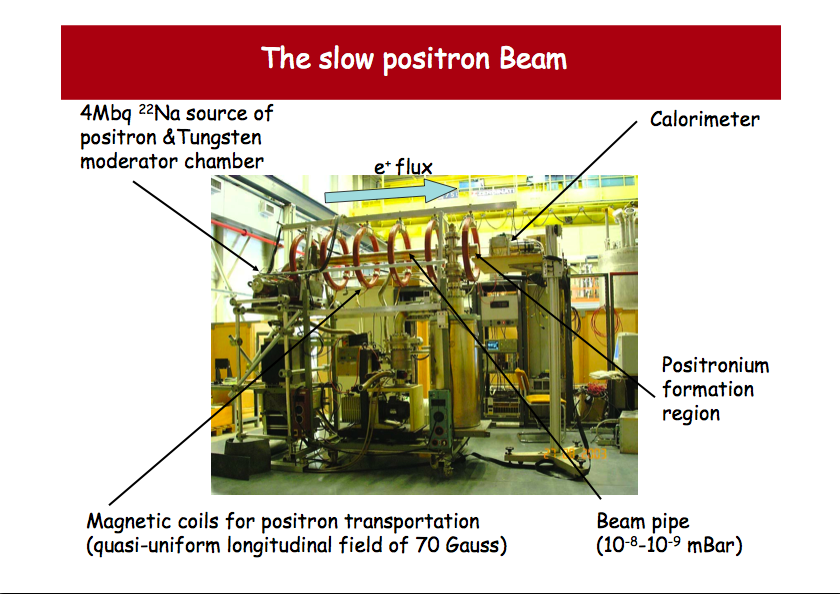 The slow positron Beam
4Mbq ²²Na source of
positron &Tungsten
moderator chamber
Calorimeter
e⁺ flux
Positronium
formation
region
Magnetic coils for positron transportation
(quasi-uniform longitudinal field of 70 Gauss)
Beam pipe
(10⁻⁸-10⁻⁹ mBar)